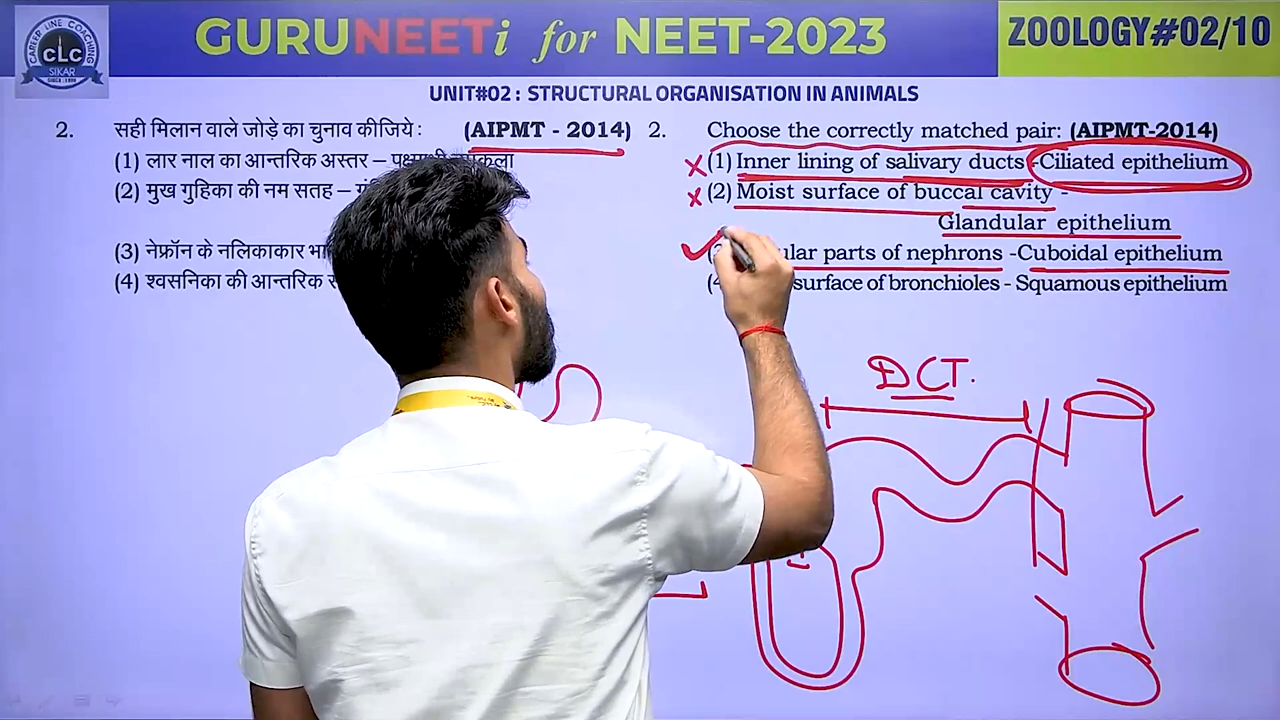 CAREER LINE COACHING
CLC
SIKAR
SINCE : 1996
GURUNEETi for NEET-2023
ZOOLOGY#02/10
UNIT#02 : STRUCTURAL ORGANISATION IN ANIMALS
2. सही मिलान वाले जोड़े का चुनाव कीजिये : (AIPMT - 2014)
(1) लार नाल का आन्तरिक अस्तर –
(2) मुख गुहिका की नम सतह –
(3) नेफ्रॉन के नलिकाकार
(4) श्वसनिका की आन्तरिक
2. Choose the correctly matched pair: (AIPMT-2014)
(1) Inner lining of salivary ducts -Ciliated epithelium
(2) Moist surface of buccal cavity -
Glandular epithelium
parts of nephrons -Cuboidal epithelium
surface of bronchioles - Squamous epithelium
DCT.